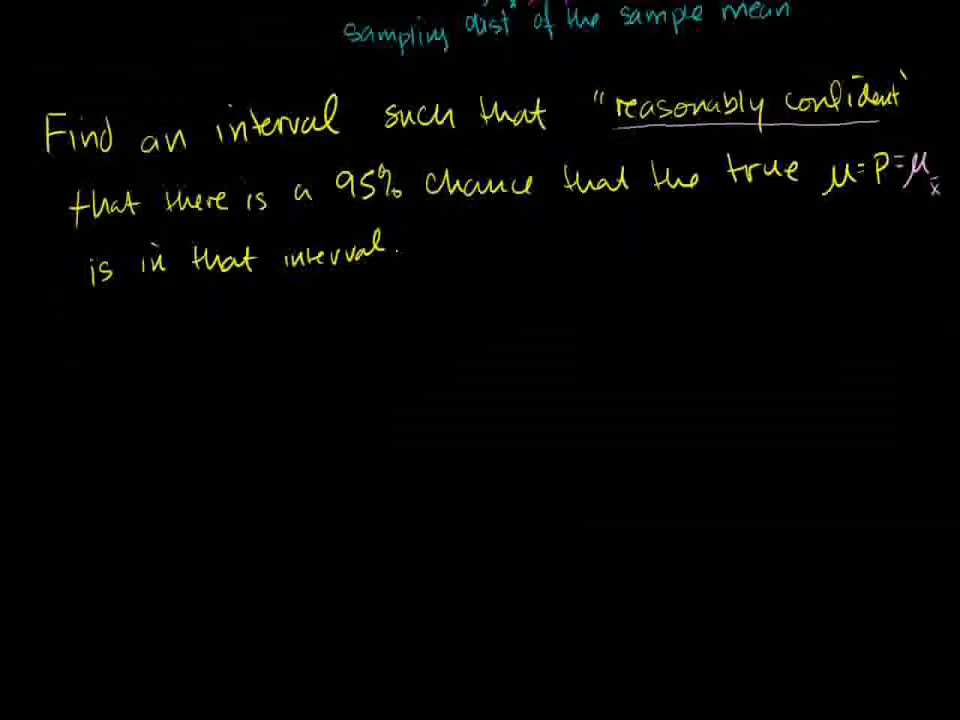 sampling dist^n of the sample mean
Find an interval such that "reasonably confident"
that there is a 95% chance that the true μ = P = μx̄
is in that interval.